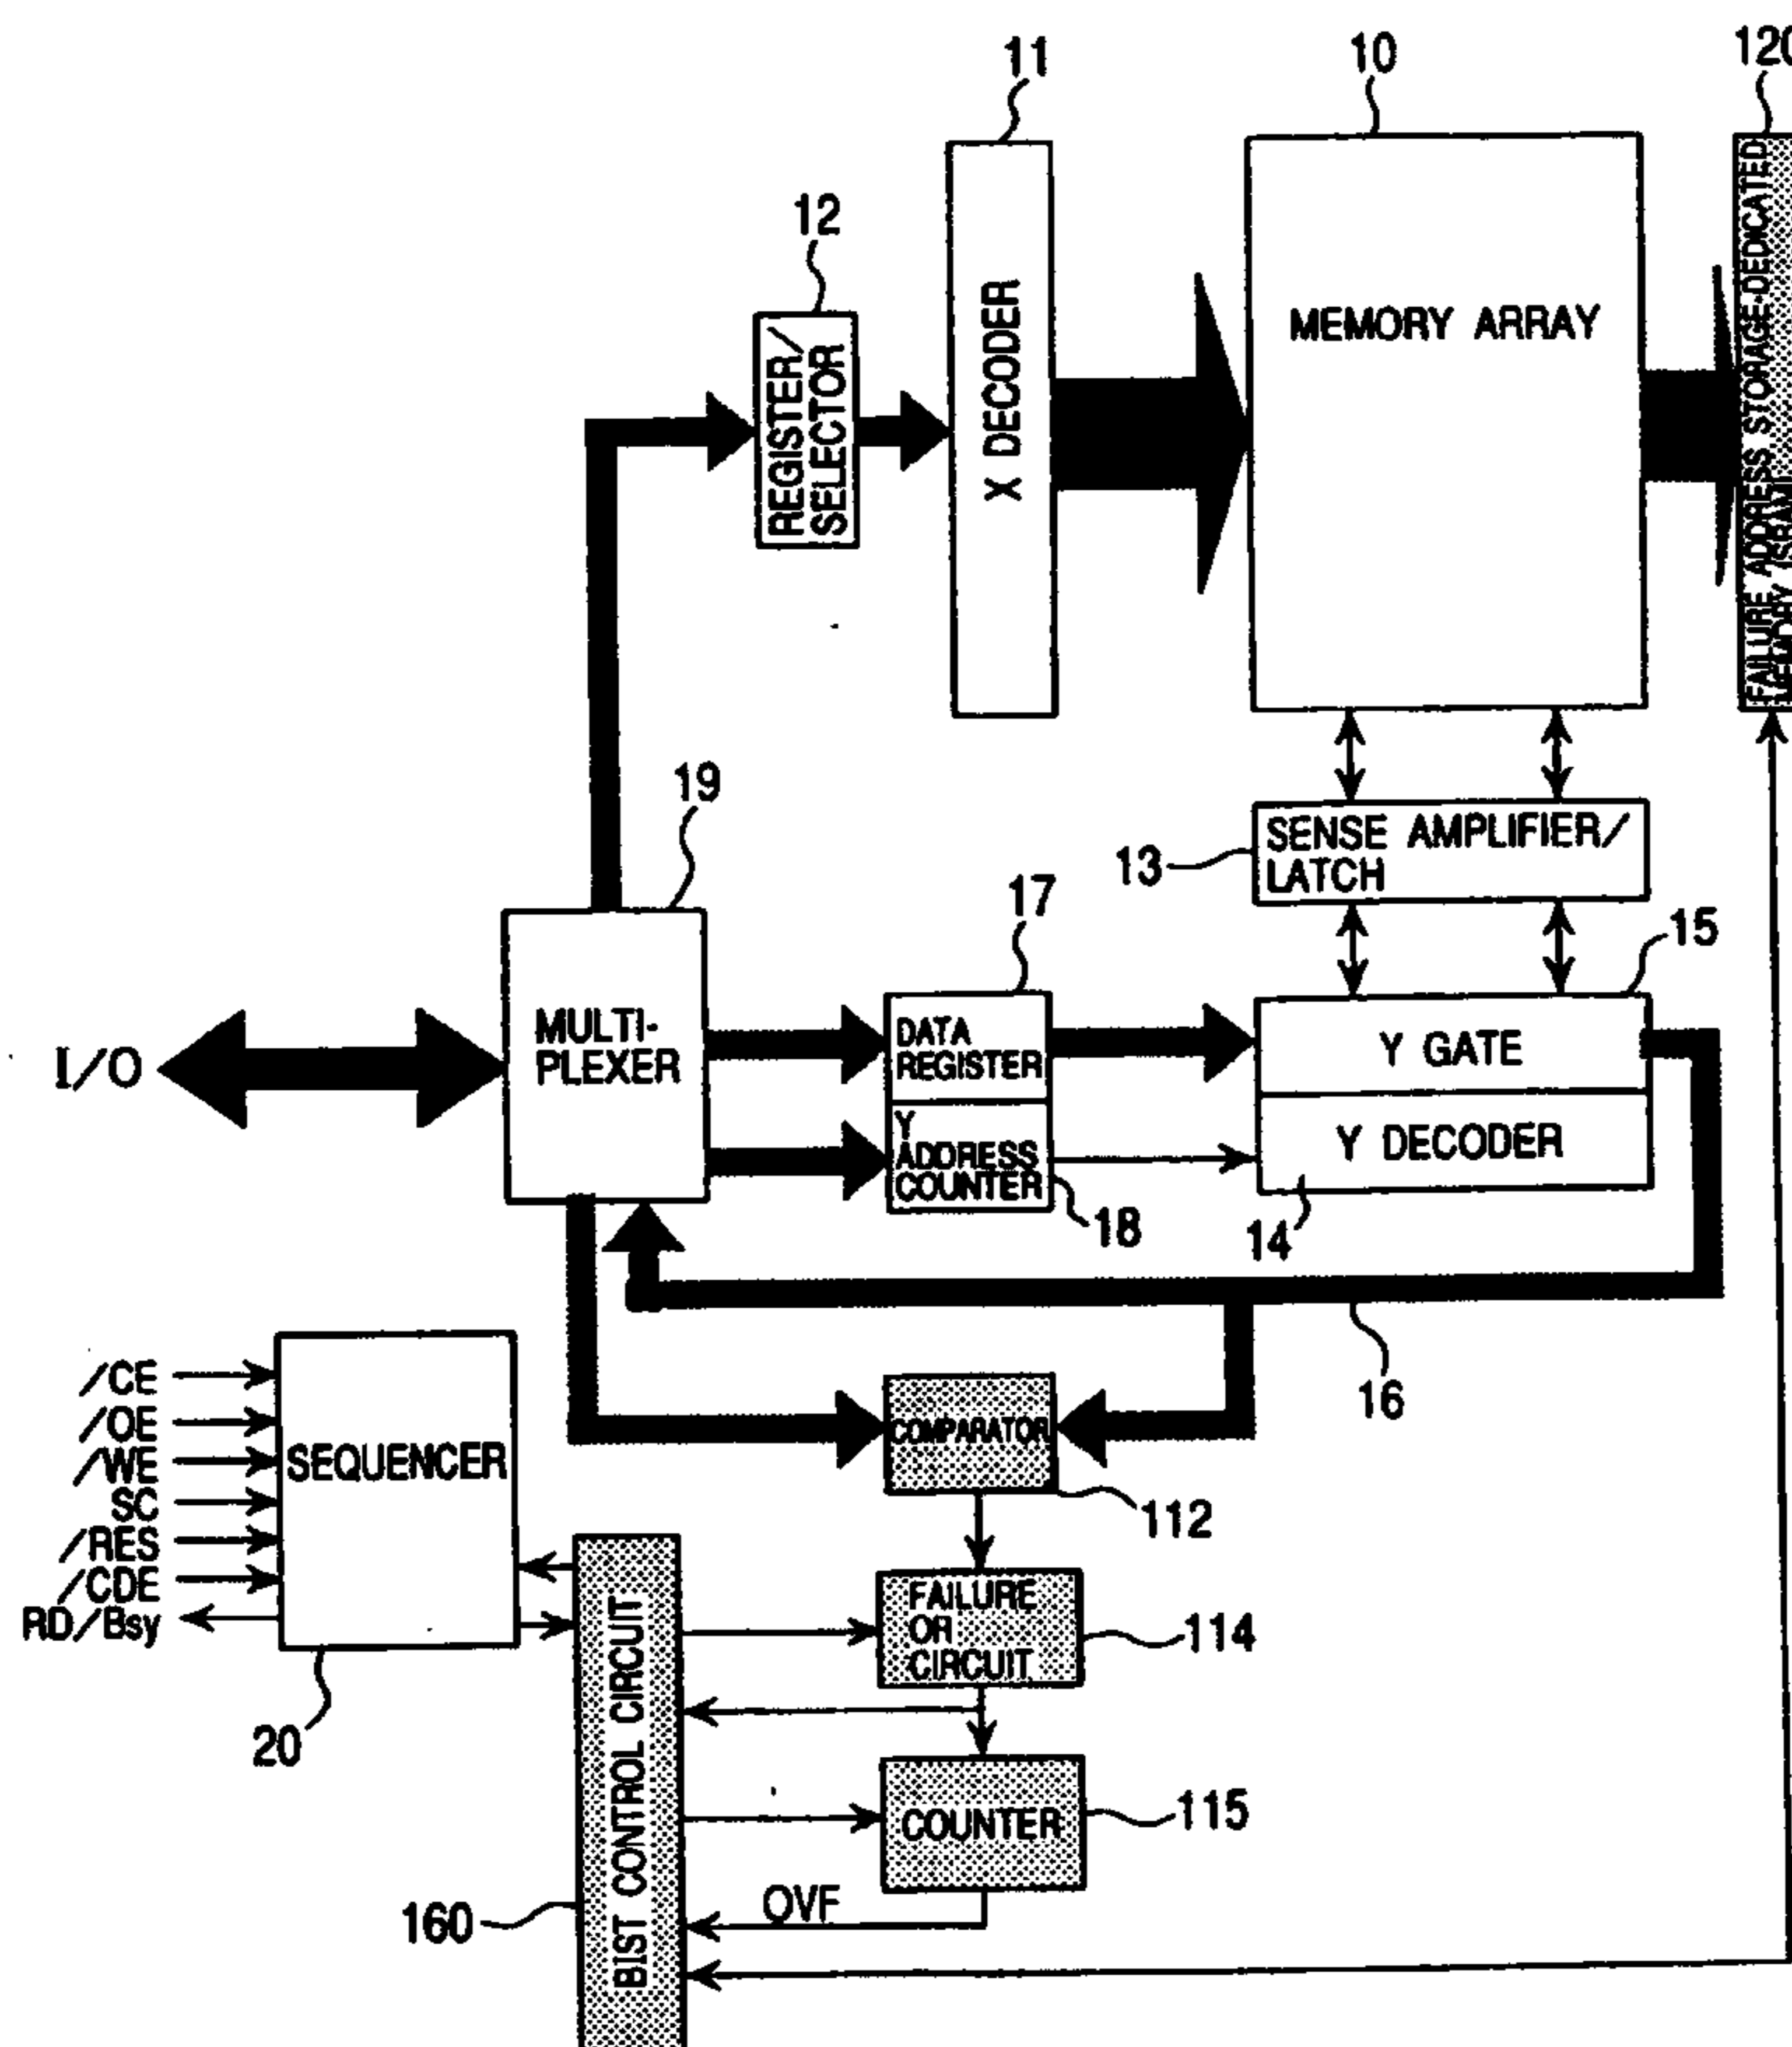 11
10
120
12
REGISTER/
SELECTOR
X DECODER
MEMORY ARRAY
FAILURE ADDRESS STORAGE-DEDICATED
MEMORY (SRAM)
19
13
SENSE AMPLIFIER/
LATCH
17
15
I/O
MULTI-
PLEXER
DATA
REGISTER
Y GATE
Y
ADDRESS
COUNTER
Y DECODER
18
14
16
/CE
/OE
/WE
SC
/RES
/CDE
RD/Bsy
SEQUENCER
20
COMPARATOR
112
FAILURE
OR
CIRCUIT
114
BIST CONTROL CIRCUIT
COUNTER
115
160
OVF